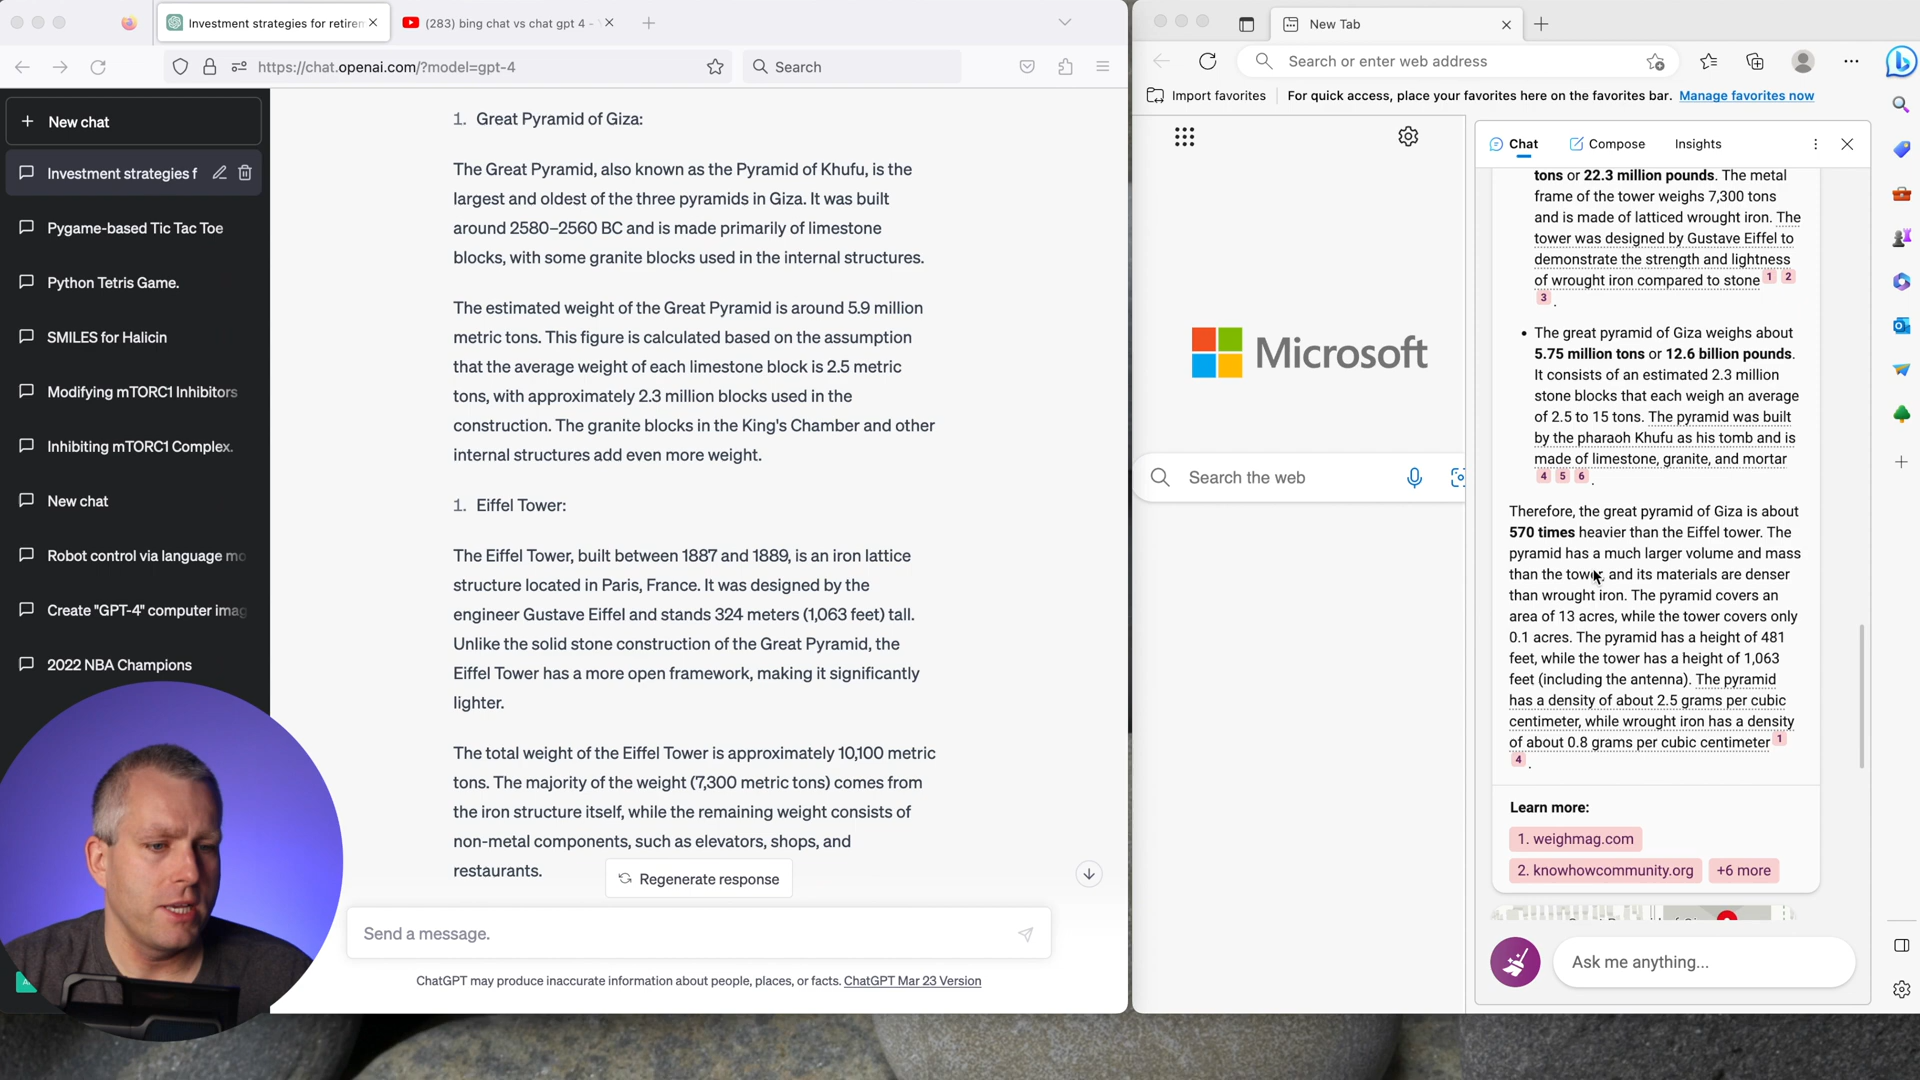 Investment strategies for retirem
(283) bing chat vs chat gpt 4 -
https://chat.openai.com/?model=gpt-4
Search
New chat
Investment strategies f
Pygame-based Tic Tac Toe
Python Tetris Game.
SMILES for Halicin
Modifying mTORC1 Inhibitors
Inhibiting mTORC1 Complex.
New chat
Robot control via language mo
Create "GPT-4" computer imag
2022 NBA Champions
1. Great Pyramid of Giza:
The Great Pyramid, also known as the Pyramid of Khufu, is the
largest and oldest of the three pyramids in Giza. It was built
around 2580–2560 BC and is made primarily of limestone
blocks, with some granite blocks used in the internal structures.
The estimated weight of the Great Pyramid is around 5.9 million
metric tons. This figure is calculated based on the assumption
that the average weight of each limestone block is 2.5 metric
tons, with approximately 2.3 million blocks used in the
construction. The granite blocks in the King's Chamber and other
internal structures add even more weight.
1. Eiffel Tower:
The Eiffel Tower, built between 1887 and 1889, is an iron lattice
structure located in Paris, France. It was designed by the
engineer Gustave Eiffel and stands 324 meters (1,063 feet) tall.
Unlike the solid stone construction of the Great Pyramid, the
Eiffel Tower has a more open framework, making it significantly
lighter.
The total weight of the Eiffel Tower is approximately 10,100 metric
tons. The majority of the weight (7,300 metric tons) comes from
the iron structure itself, while the remaining weight consists of
non-metal components, such as elevators, shops, and
restaurants.
Regenerate response
Send a message.
ChatGPT may produce inaccurate information about people, places, or facts. ChatGPT Mar 23 Version
New Tab
Search or enter web address
Import favorites
For quick access, place your favorites here on the favorites bar. Manage favorites now
Microsoft
Search the web
Chat
Compose
Insights
tons or 22.3 million pounds. The metal
frame of the tower weighs 7,300 tons
and is made of latticed wrought iron. The
tower was designed by Gustave Eiffel to
demonstrate the strength and lightness
of wrought iron compared to stone 1 2
3 .
• The great pyramid of Giza weighs about
5.75 million tons or 12.6 billion pounds.
It consists of an estimated 2.3 million
stone blocks that each weigh an average
of 2.5 to 15 tons. The pyramid was built
by the pharaoh Khufu as his tomb and is
made of limestone, granite, and mortar
4 5 6 .
Therefore, the great pyramid of Giza is about
570 times heavier than the Eiffel tower. The
pyramid has a much larger volume and mass
than the tower, and its materials are denser
than wrought iron. The pyramid covers an
area of 13 acres, while the tower covers only
0.1 acres. The pyramid has a height of 481
feet, while the tower has a height of 1,063
feet (including the antenna). The pyramid
has a density of about 2.5 grams per cubic
centimeter, while wrought iron has a density
of about 0.8 grams per cubic centimeter 1
4 .
Learn more:
1. weighmag.com
2. knowhowcommunity.org
+6 more
Ask me anything...